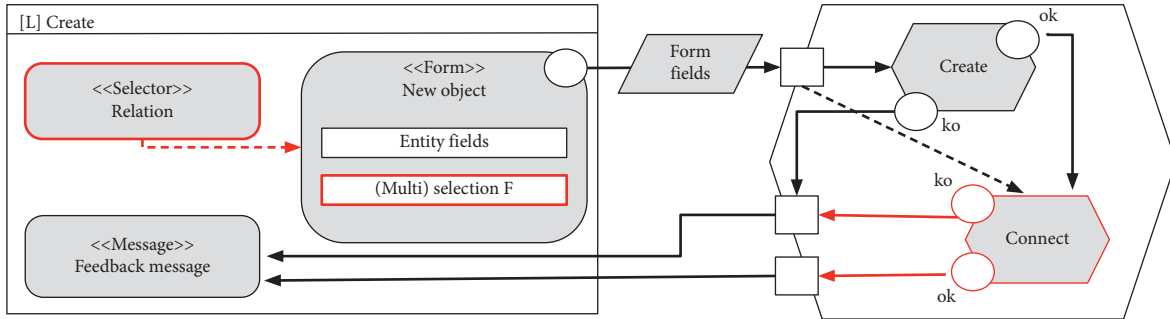 [L] Create
<<Selector>>
Relation
<<Form>>
New object
Entity fields
(Multi) selection F
<<Message>>
Feedback message
Form
fields
Create
ok
ko
ko
Connect
ok